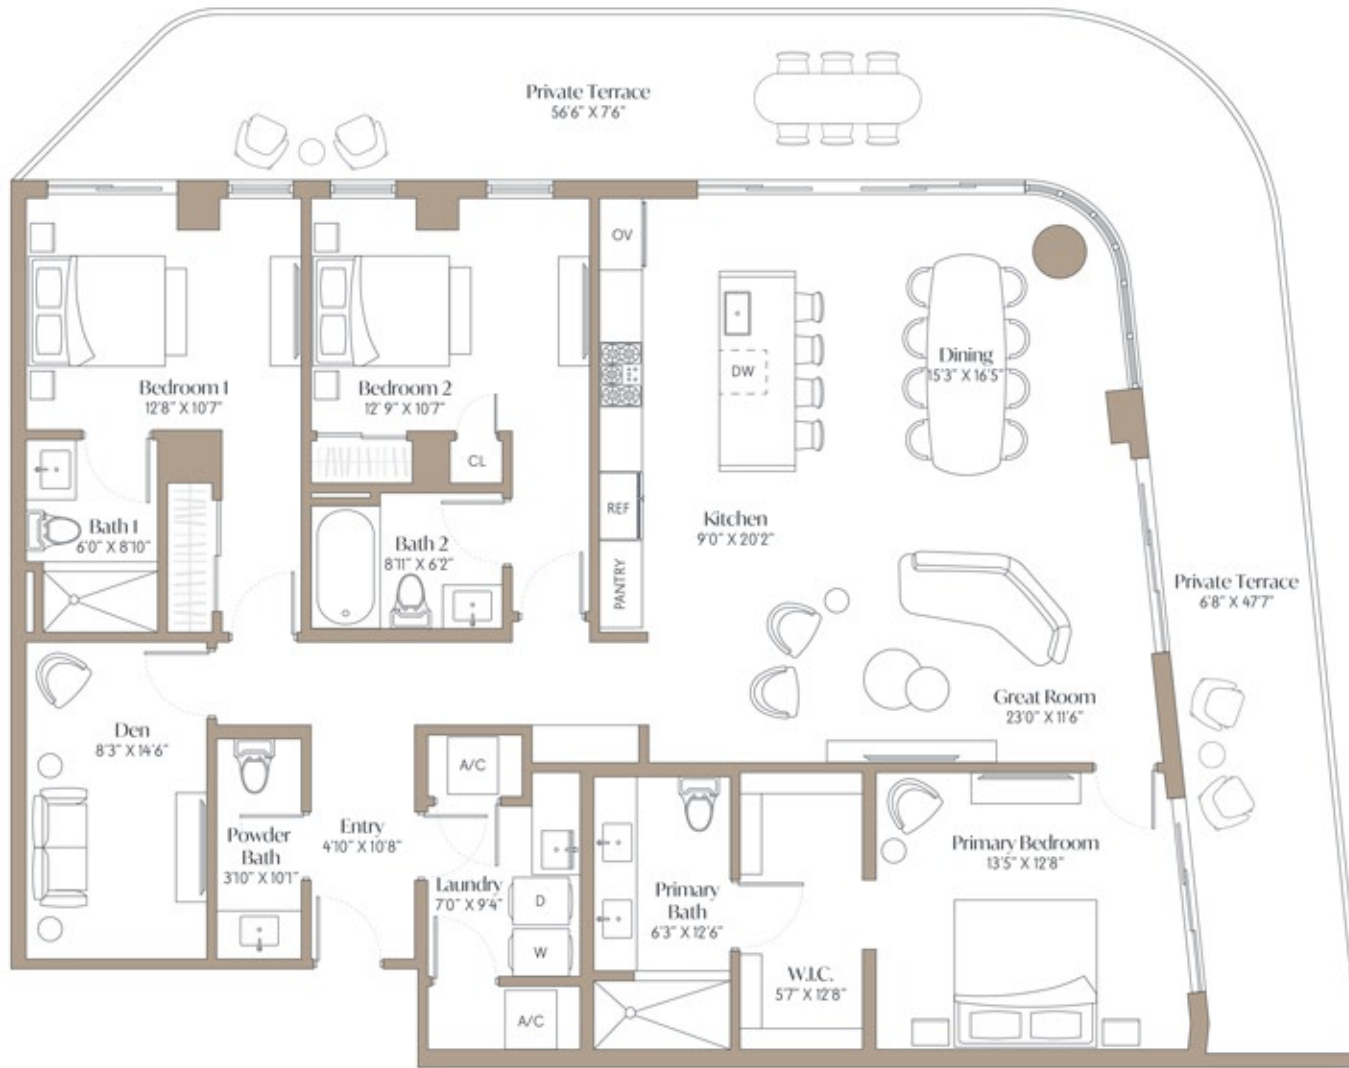 Private Terrace
56'6" X 7'6"
OV
Bedroom 1
12'8" X 10'7"
Bedroom 2
12' 9" X 10'7"
DW
Dining
15'3" X 16'5"
CL
REF
Kitchen
9'0" X 20'2"
Bath 1
6'0" X 8'10"
Bath 2
8'11" X 6'2"
PANTRY
Private Terrace
6'8" X 47'7"
Great Room
23'0" X 11'6"
Den
8'3" X 14'6"
A/C
Powder
Bath
3'10" X 10'1"
Entry
4'10" X 10'8"
Laundry
7'0" X 9'4"
D
W
Primary
Bath
6'3" X 12'6"
Primary Bedroom
13'5" X 12'8"
W.I.C.
5'7" X 12'8"
A/C